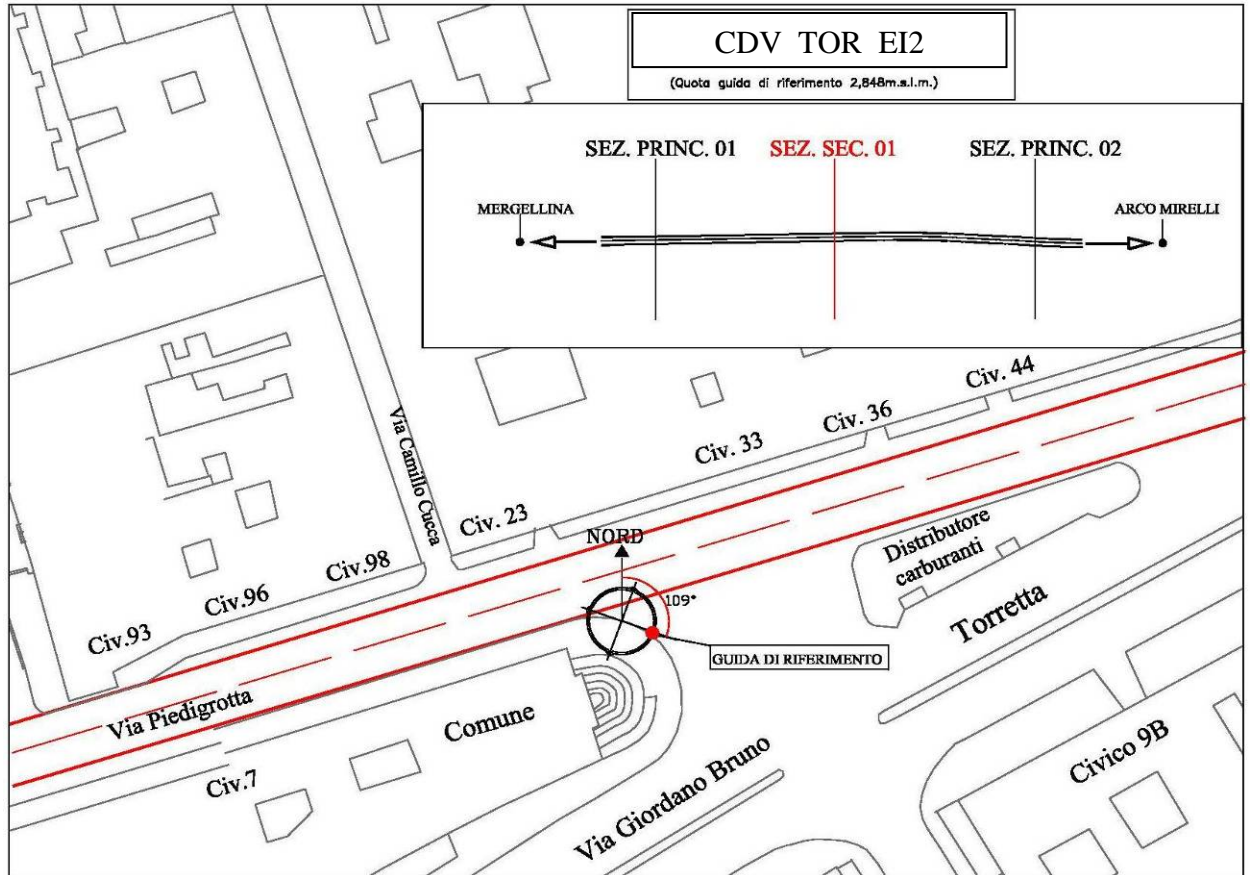 CDV TOR EI2
(Quota guida di riferimento 2,848m.s.l.m.)
SEZ. PRINC. 01
SEZ. SEC. 01
SEZ. PRINC. 02
MERGELLINA
ARCO MIRELLI
Civ. 44
Civ. 36
Civ. 33
Via Camillo Cucca
Civ. 23
NORD
Distributore
carburanti
Civ.98
Civ.96
109°
Torretta
Civ.93
GUIDA DI RIFERIMENTO
Via Piedigrotta
Comune
Civico 9B
Civ.7
Via Giordano Bruno